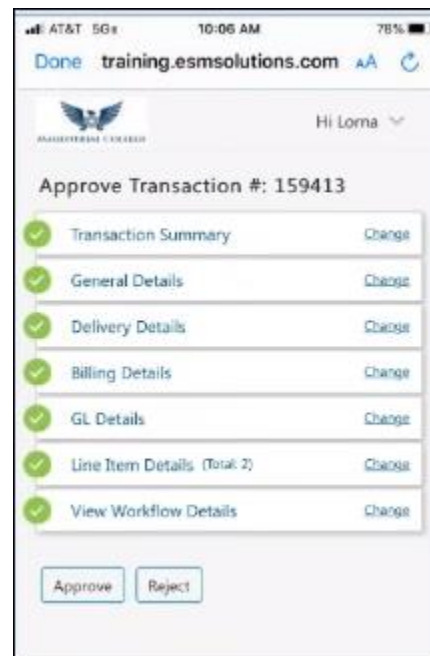 AT&T 5G 10:06 AM 78%
Done training.esmsolutions.com AA
Hi Lorna
Approve Transaction #: 159413
Transaction Summary Change
General Details Change
Delivery Details Change
Billing Details Change
GL Details Change
Line Item Details (Total: 2) Change
View Workflow Details Change
Approve Reject